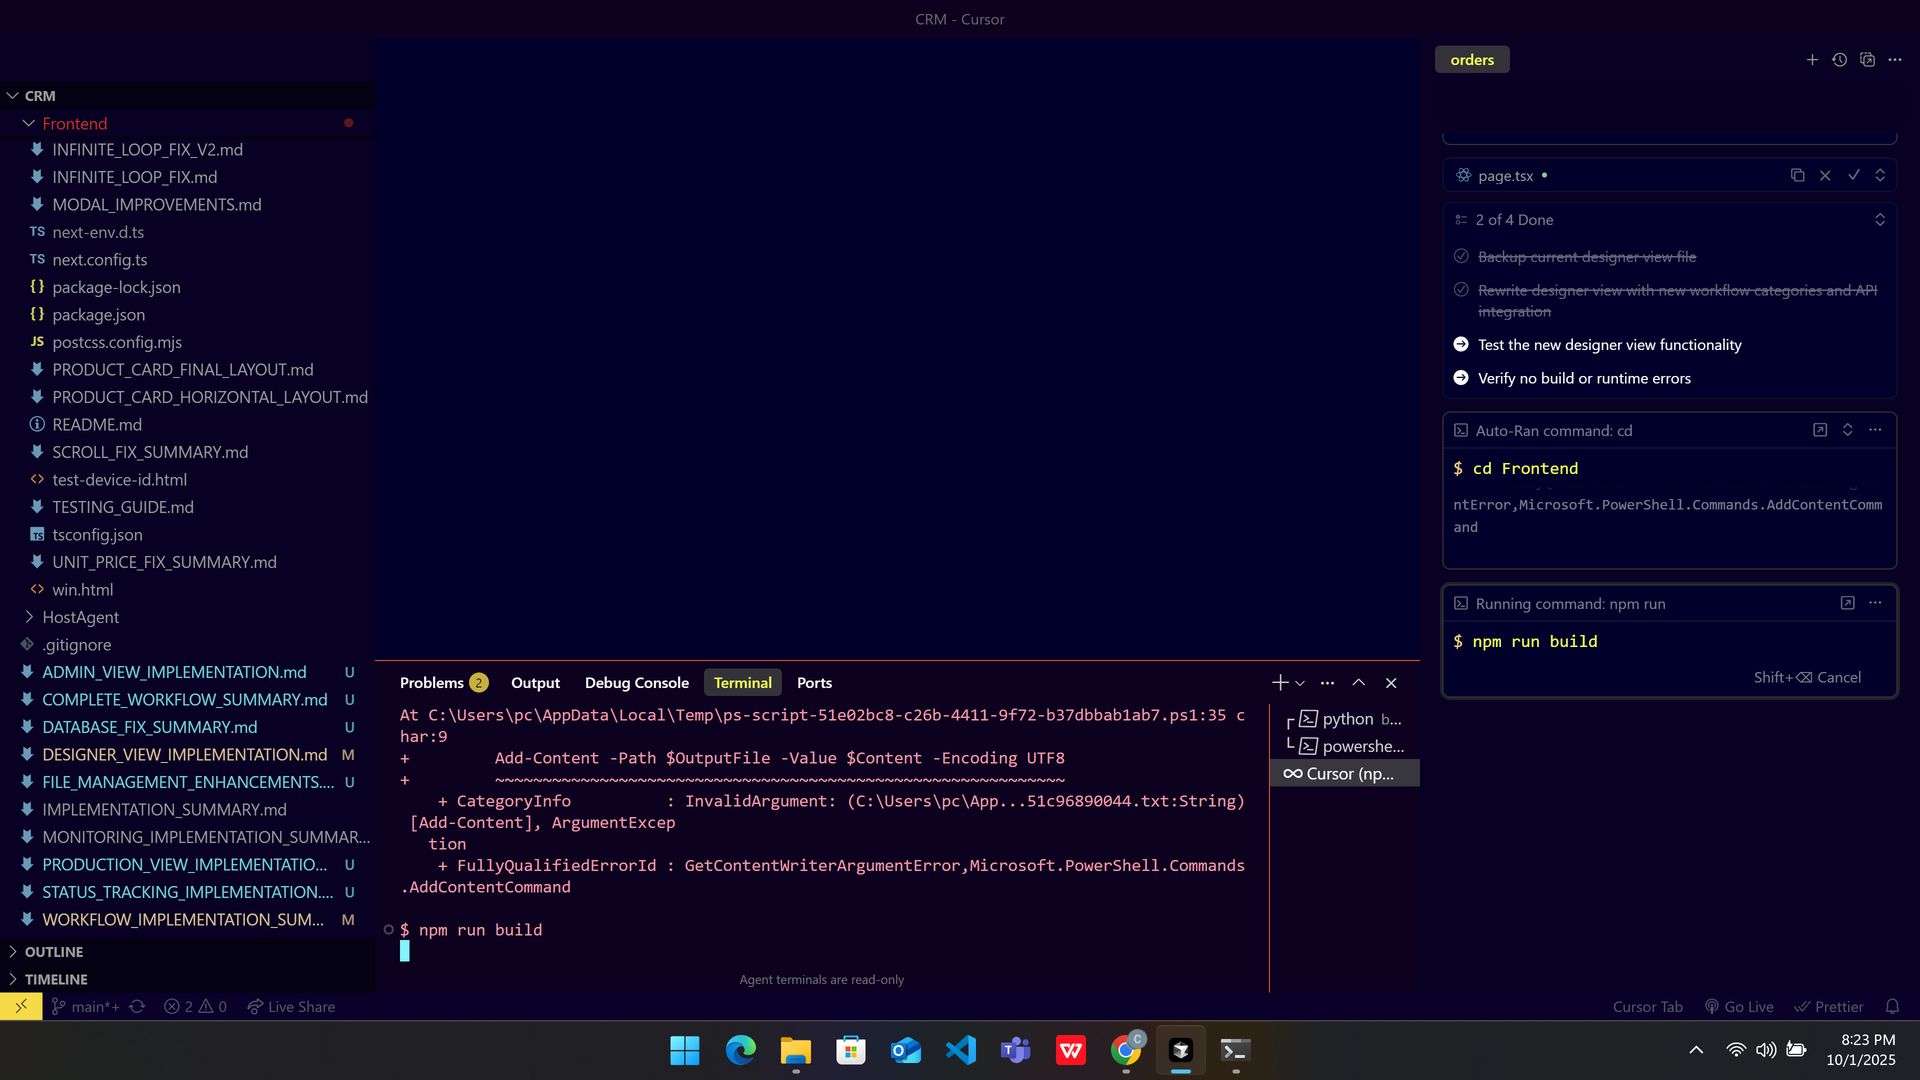 CRM - Cursor
CRM
Frontend
INFINITE_LOOP_FIX_V2.md
INFINITE_LOOP_FIX.md
MODAL_IMPROVEMENTS.md
TS next-env.d.ts
TS next.config.ts
{} package-lock.json
{} package.json
JS postcss.config.mjs
PRODUCT_CARD_FINAL_LAYOUT.md
PRODUCT_CARD_HORIZONTAL_LAYOUT.md
README.md
SCROLL_FIX_SUMMARY.md
<> test-device-id.html
TESTING_GUIDE.md
TS tsconfig.json
UNIT_PRICE_FIX_SUMMARY.md
<> win.html
HostAgent
.gitignore
ADMIN_VIEW_IMPLEMENTATION.md U
COMPLETE_WORKFLOW_SUMMARY.md U
DATABASE_FIX_SUMMARY.md U
DESIGNER_VIEW_IMPLEMENTATION.md M
FILE_MANAGEMENT_ENHANCEMENTS.... U
IMPLEMENTATION_SUMMARY.md
MONITORING_IMPLEMENTATION_SUMMAR...
PRODUCTION_VIEW_IMPLEMENTATIO... U
STATUS_TRACKING_IMPLEMENTATION.... U
WORKFLOW_IMPLEMENTATION_SUM... M
OUTLINE
TIMELINE
Problems 2 Output Debug Console Terminal Ports
At C:\Users\pc\AppData\Local\Temp\ps-script-51e02bc8-c26b-4411-9f72-b37dbbab1ab7.ps1:35 c
har:9
+         Add-Content -Path $OutputFile -Value $Content -Encoding UTF8
+         ~~~~~~~~~~~~~~~~~~~~~~~~~~~~~~~~~~~~~~~~~~~~~~~~~~~~~~~~~~~~
    + CategoryInfo          : InvalidArgument: (C:\Users\pc\App...51c96890044.txt:String)
 [Add-Content], ArgumentExcep
   tion
    + FullyQualifiedErrorId : GetContentWriterArgumentError,Microsoft.PowerShell.Commands
.AddContentCommand
$ npm run build
Agent terminals are read-only
python b...
powershe...
Cursor (np...
orders
page.tsx
2 of 4 Done
Backup current designer view file
Rewrite designer view with new workflow categories and API
integration
Test the new designer view functionality
Verify no build or runtime errors
Auto-Ran command: cd
$ cd Frontend
ntError,Microsoft.PowerShell.Commands.AddContentComm
and
Running command: npm run
$ npm run build
Shift+⌫ Cancel
main*+ 2 0 Live Share
Cursor Tab Go Live Prettier
C
8:23 PM
10/1/2025